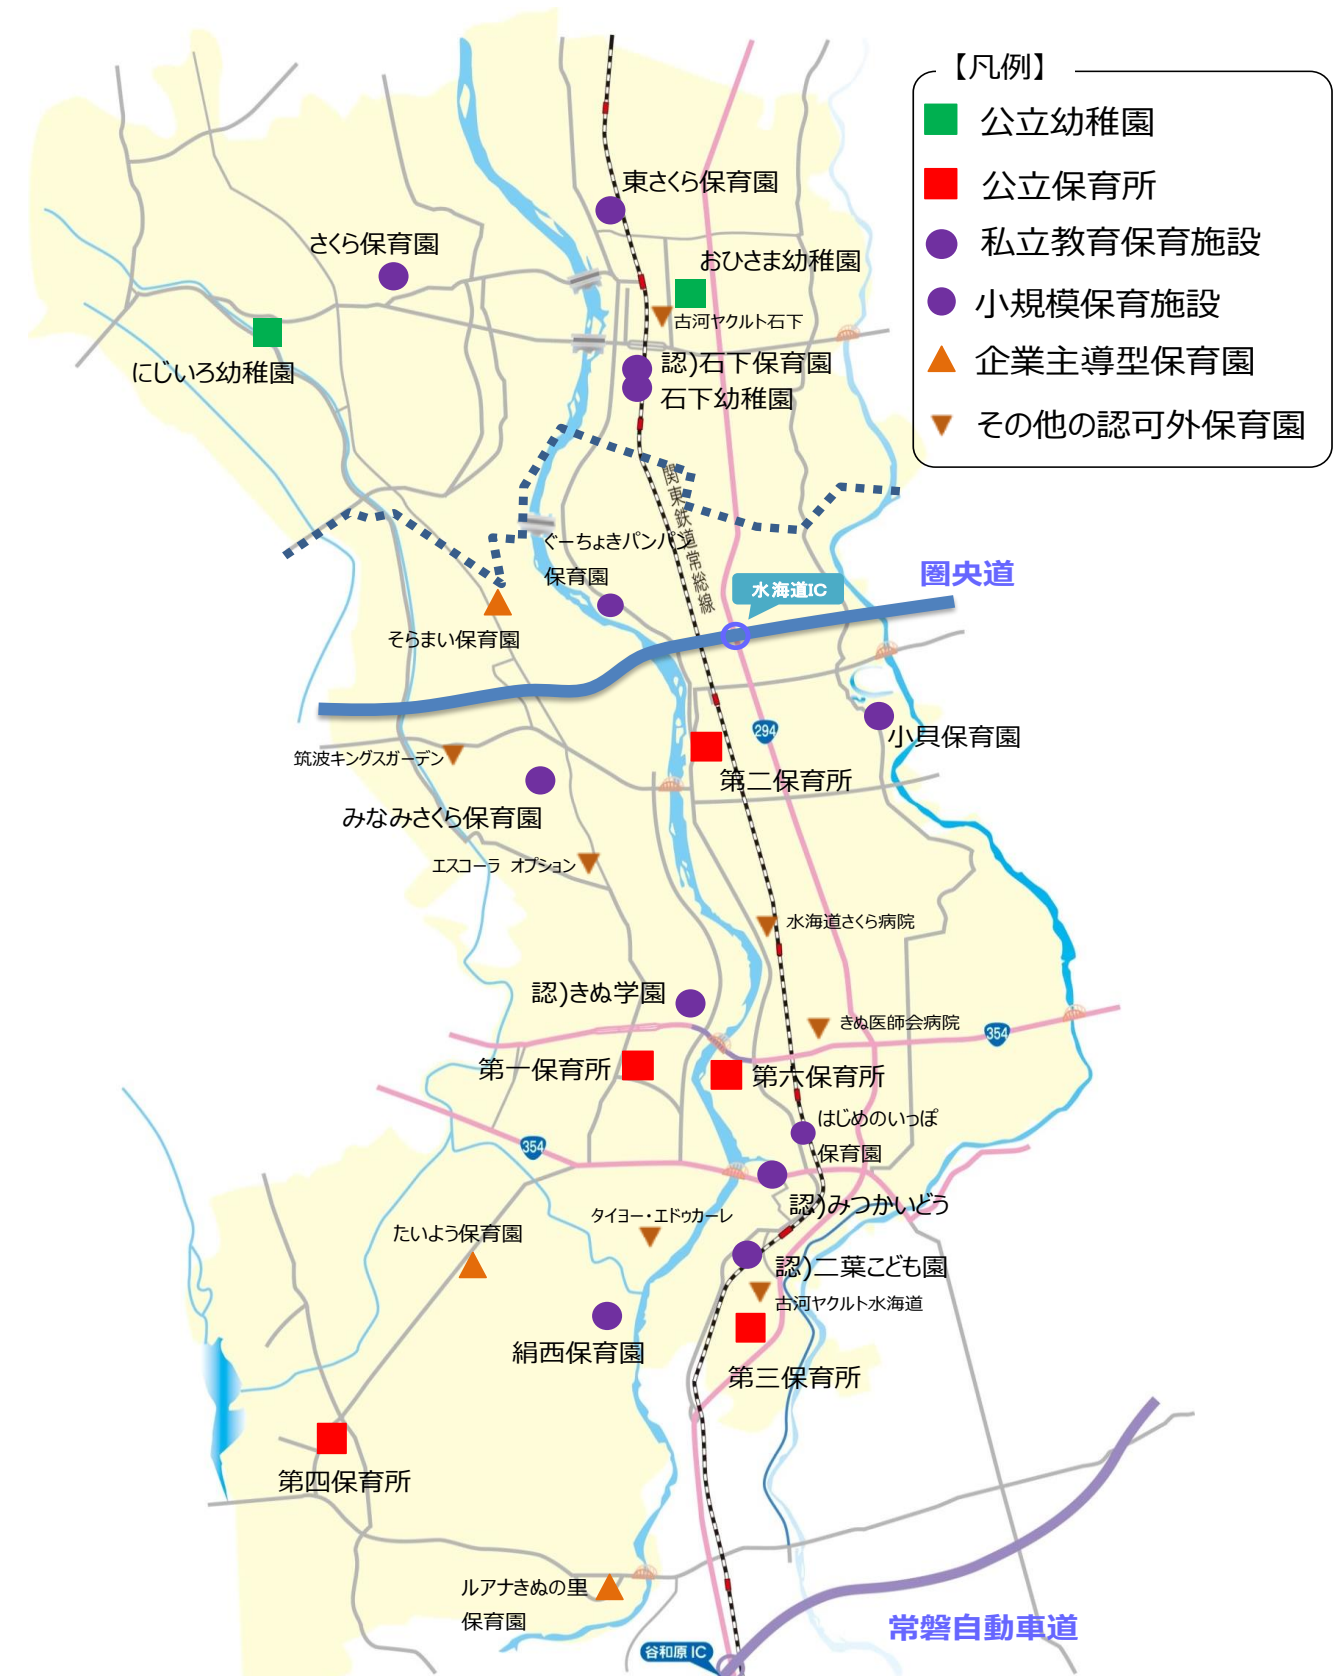 【凡例】
公立幼稚園
公立保育所
私立教育保育施設
小規模保育施設
企業主導型保育園
その他の認可外保育園
東さくら保育園
さくら保育園
おひさま幼稚園
古河ヤクルト石下
にじいろ幼稚園
認)石下保育園
石下幼稚園
関東鉄道常総線
ぐーちょきパンパン
保育園
圏央道
水海道IC
そらまい保育園
294
小貝保育園
筑波キングスガーデン
第二保育所
みなみさくら保育園
エスコーラ オプション
水海道さくら病院
認)きぬ学園
きぬ医師会病院
354
第一保育所
第六保育所
はじめのいっぽ
保育園
354
認)みつかいどう
タイヨー・エドゥカーレ
たいよう保育園
認)二葉こども園
古河ヤクルト水海道
絹西保育園
第三保育所
第四保育所
ルアナきぬの里
保育園
常磐自動車道
谷和原IC